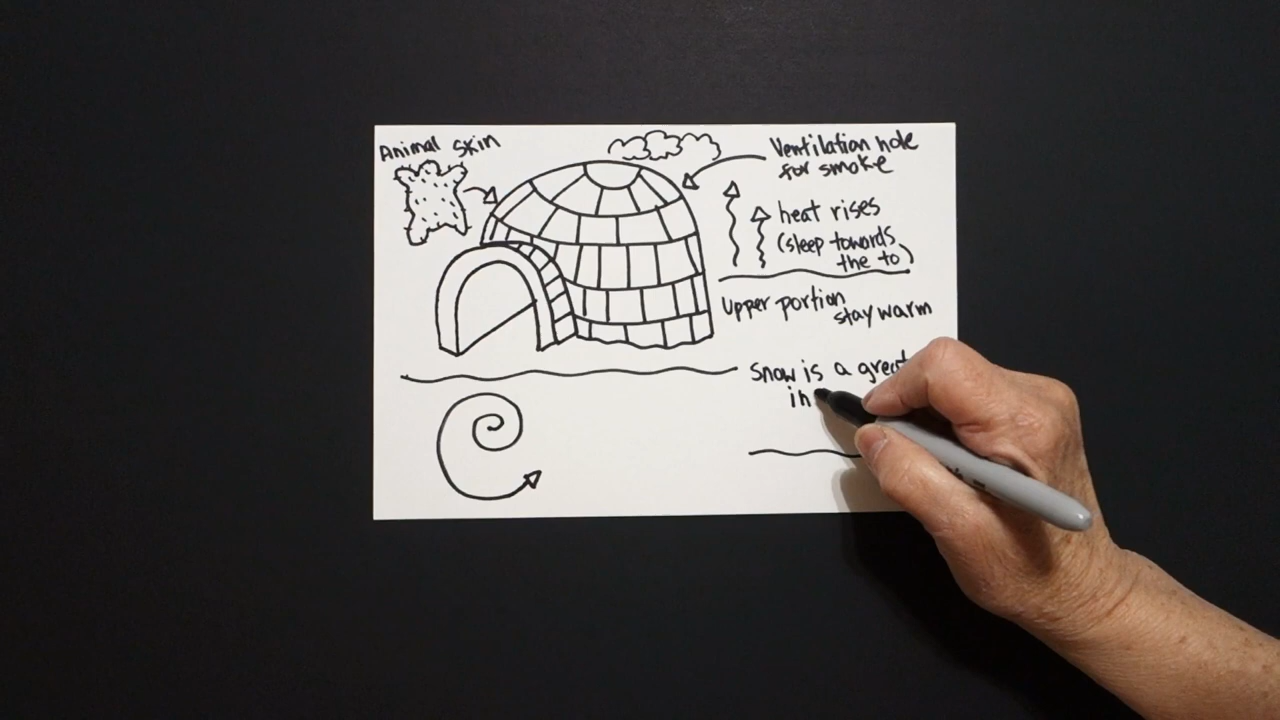 Animal Skin
Ventilation hole
for smoke
heat rises
(sleep towards
the to)
Upper portion
stay warm
Snow is a great
in